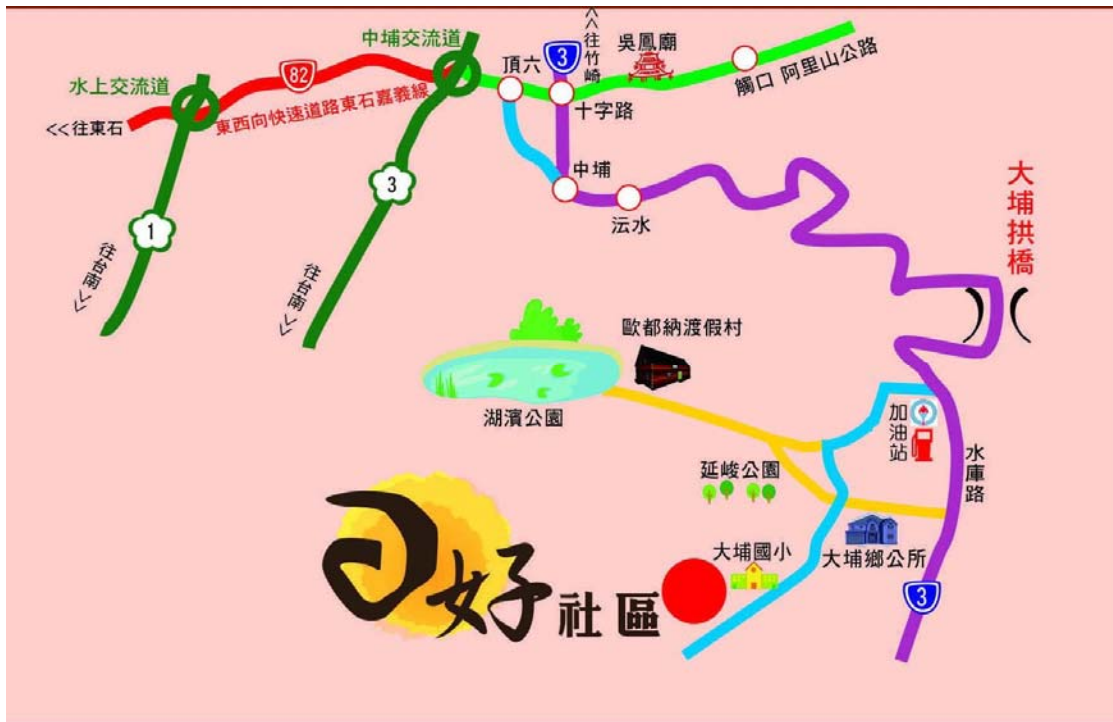 <<往竹崎
中埔交流道
3
吳鳳廟
頂六
82
水上交流道
觸口 阿里山公路
十字路
東西向快速道路東石嘉義線
<<往東石
中埔
3
沄水
大埔拱橋
1
往台南>>
往台南>>
歐都納渡假村
湖濱公園
加油站
水庫路
延峻公園
大埔國小
大埔鄉公所
日好社區
3